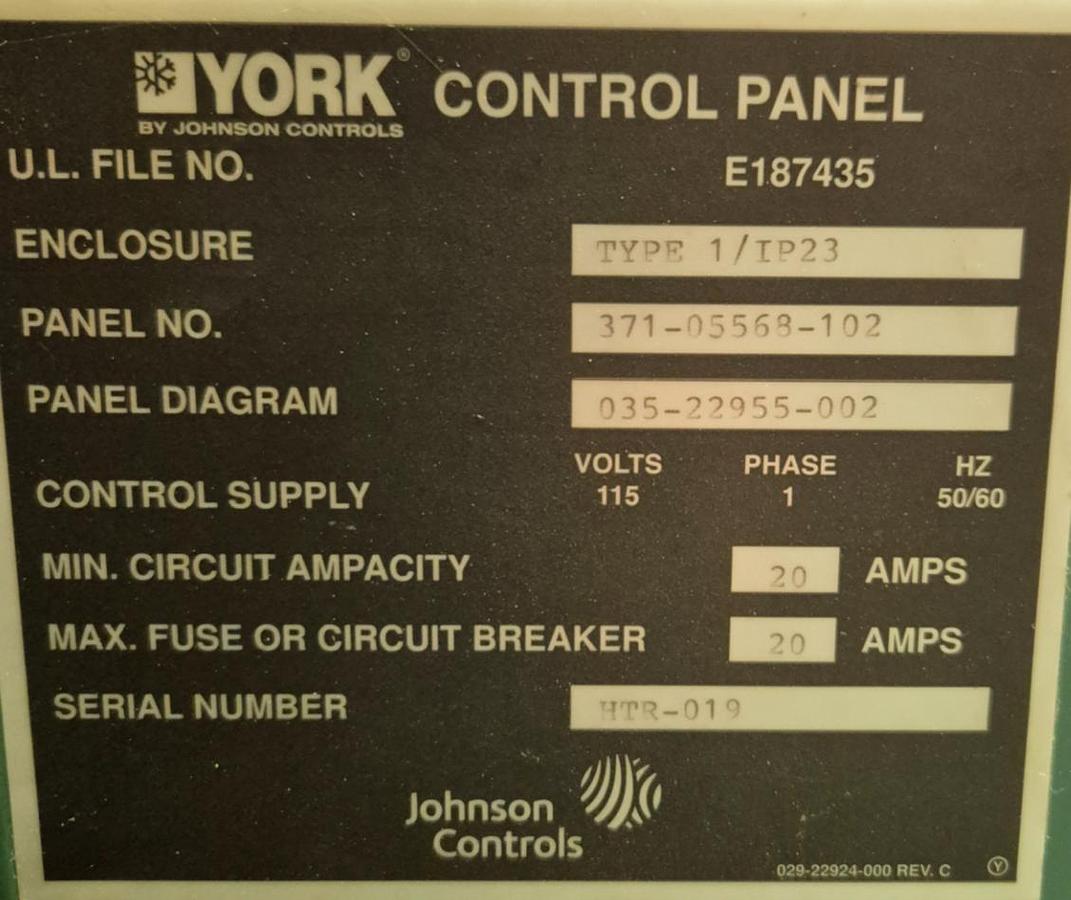 YORK® CONTROL PANEL
BY JOHNSON CONTROLS
U.L. FILE NO. E187435
ENCLOSURE TYPE 1/IP23
PANEL NO. 371-05568-102
PANEL DIAGRAM 035-22955-002
VOLTS PHASE HZ
CONTROL SUPPLY 115 1 50/60
MIN. CIRCUIT AMPACITY 20 AMPS
MAX. FUSE OR CIRCUIT BREAKER 20 AMPS
SERIAL NUMBER HTR-019
Johnson
Controls
029-22924-000 REV. C Y